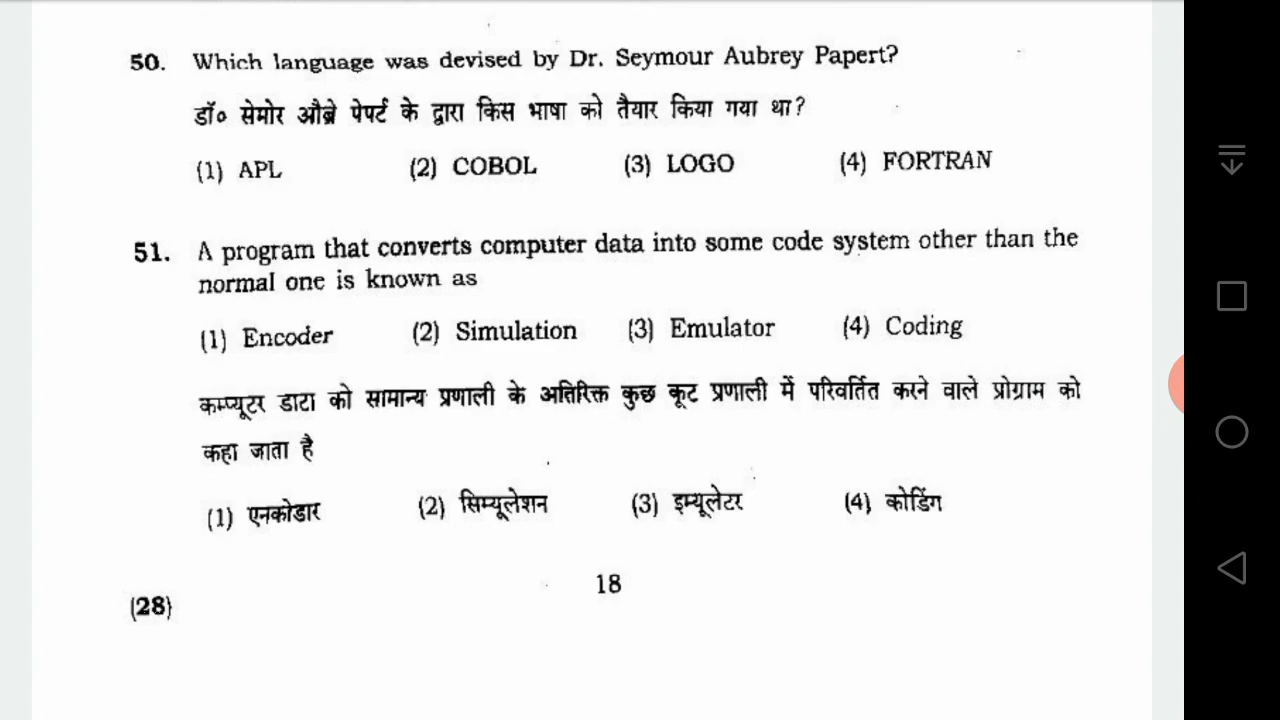 50. Which language was devised by Dr. Seymour Aubrey Papert?
डॉ० सेमोर औब्रे पेपर्ट के द्वारा किस भाषा को तैयार किया गया था?
(1) APL (2) COBOL (3) LOGO (4) FORTRAN
51. A program that converts computer data into some code system other than the
normal one is known as
(1) Encoder (2) Simulation (3) Emulator (4) Coding
कम्प्यूटर डाटा को सामान्य प्रणाली के अतिरिक्त कुछ कूट प्रणाली में परिवर्तित करने वाले प्रोग्राम को
कहा जाता है
(1) एनकोडार (2) सिम्यूलेशन (3) इम्यूलेटर (4) कोडिंग
18
(28)